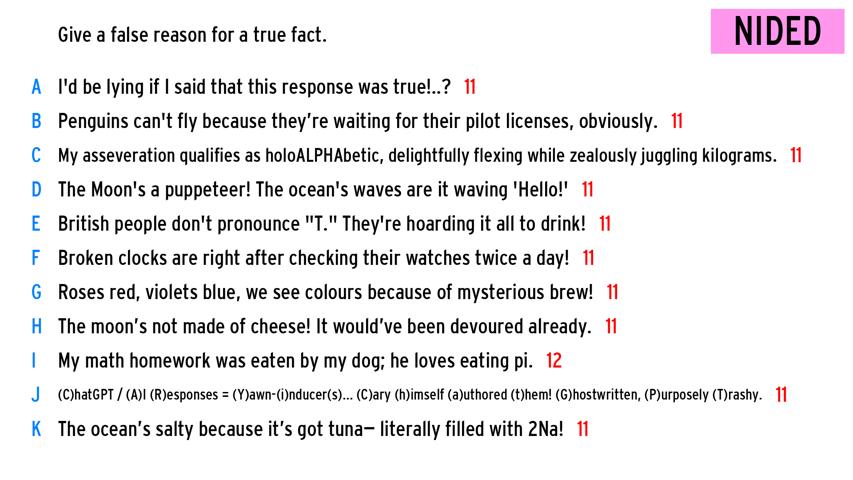 NIDED
Give a false reason for a true fact.
A I'd be lying if I said that this response was true!..? 11
B Penguins can't fly because they’re waiting for their pilot licenses, obviously. 11
C My asseveration qualifies as holoALPHAbetic, delightfully flexing while zealously juggling kilograms. 11
D The Moon's a puppeteer! The ocean's waves are it waving 'Hello!' 11
E British people don't pronounce "T." They're hoarding it all to drink! 11
F Broken clocks are right after checking their watches twice a day! 11
G Roses red, violets blue, we see colours because of mysterious brew! 11
H The moon’s not made of cheese! It would’ve been devoured already. 11
I My math homework was eaten by my dog; he loves eating pi. 12
J (C)hatGPT / (A)I (R)esponses = (Y)awn-(i)nducer(s)... (C)ary (h)imself (a)uthored (t)hem! (G)hostwritten, (P)urposely (T)rashy. 11
K The ocean’s salty because it’s got tuna— literally filled with 2Na! 11